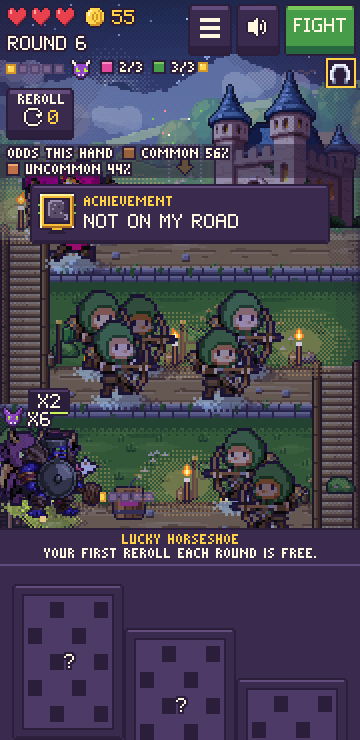 55
FIGHT
ROUND 6
2/3
3/3
REROLL
0
ODDS THIS HAND COMMON 56%
UNCOMMON 44%
ACHIEVEMENT
NOT ON MY ROAD
X2
X6
LUCKY HORSESHOE
YOUR FIRST REROLL EACH ROUND IS FREE.
?
?